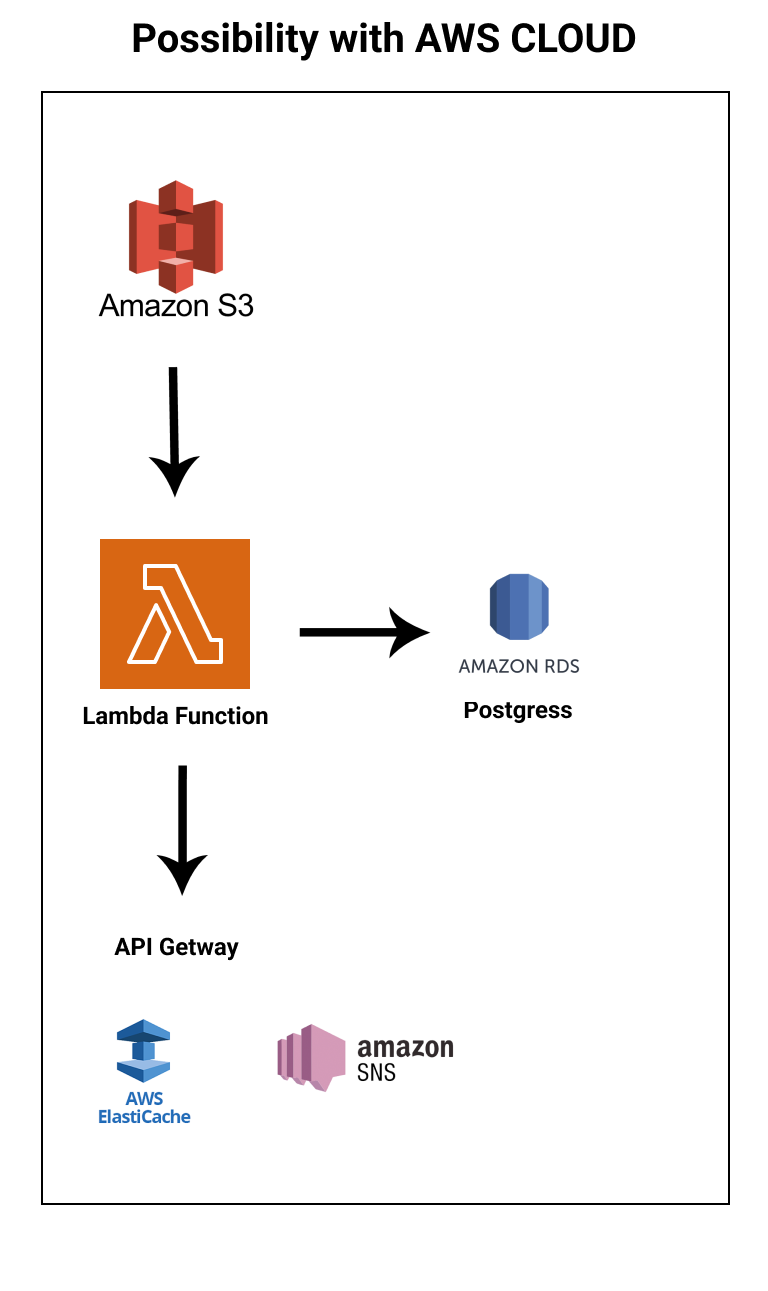 Possibility with AWS CLOUD
Amazon S3
AMAZON RDS
Lambda Function
Postgress
API Getway
amazon
SNS
AWS
ElastiCache